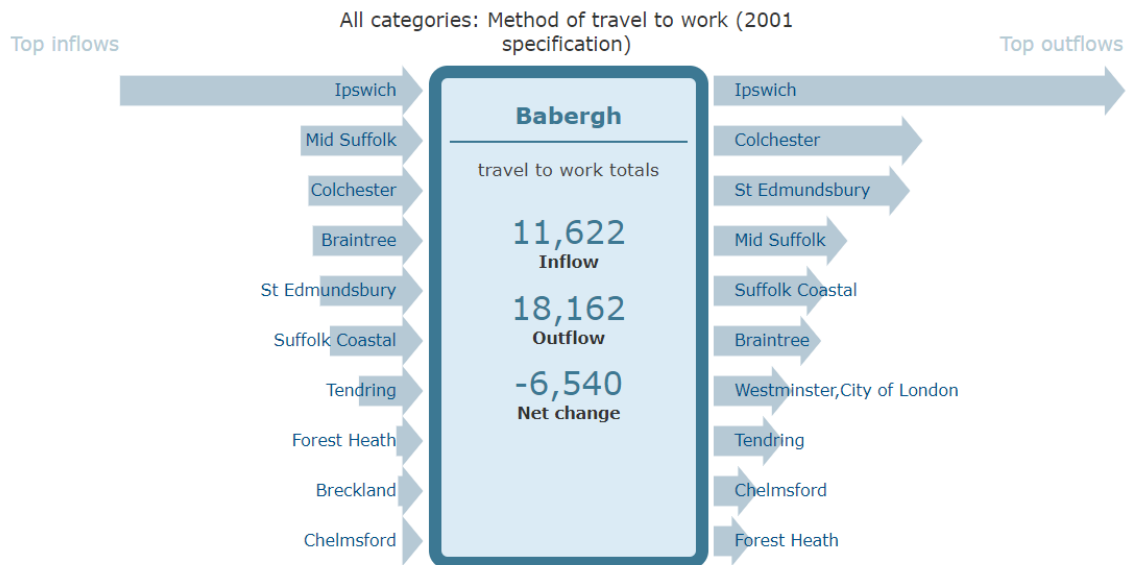 All categories: Method of travel to work (2001
specification)
Top inflows
Top outflows
Ipswich
Mid Suffolk
Colchester
Braintree
St Edmundsbury
Suffolk Coastal
Tendring
Forest Heath
Breckland
Chelmsford
Babergh
travel to work totals
11,622
Inflow
18,162
Outflow
-6,540
Net change
Ipswich
Colchester
St Edmundsbury
Mid Suffolk
Suffolk Coastal
Braintree
Westminster,City of London
Tendring
Chelmsford
Forest Heath